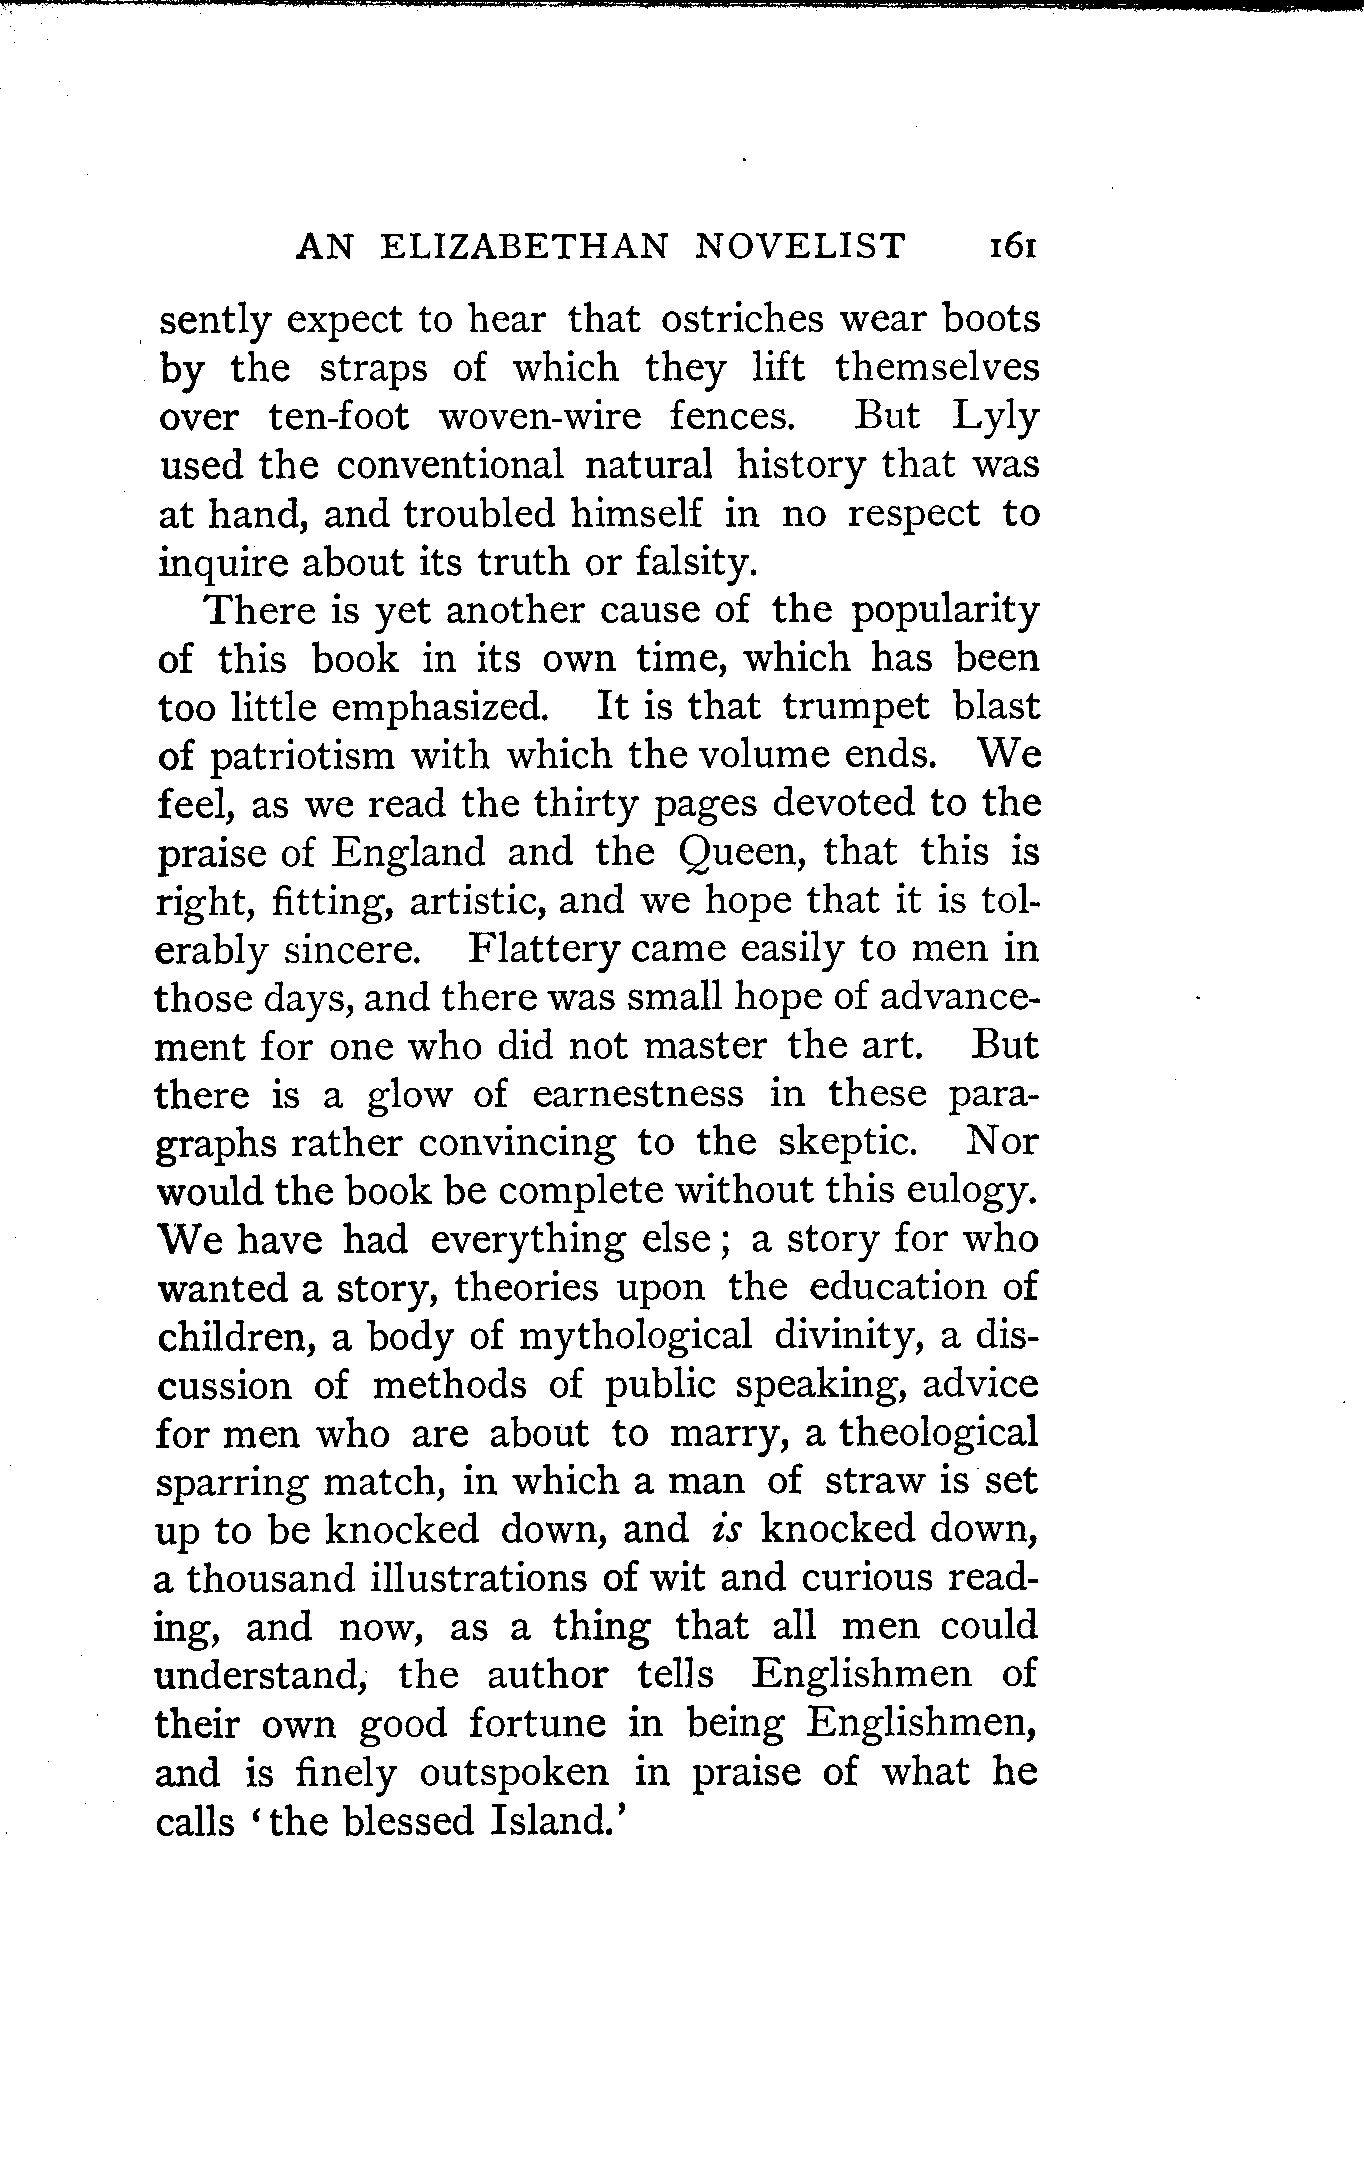 AN ELIZABETHAN NOVELIST 161
sently expect to hear that ostriches wear boots
by the straps of which they lift themselves
over ten-foot woven-wire fences. But Lyly
used the conventional natural history that was
at hand, and troubled himself in no respect to
inquire about its truth or falsity.
There is yet another cause of the popularity
of this book in its own time, which has been
too little emphasized. It is that trumpet blast
of patriotism with which the volume ends. We
feel, as we read the thirty pages devoted to the
praise of England and the Queen, that this is
right, fitting, artistic, and we hope that it is tol-
erably sincere. Flattery came easily to men in
those days, and there was small hope of advance-
ment for one who did not master the art. But
there is a glow of earnestness in these para-
graphs rather convincing to the skeptic. Nor
would the book be complete without this eulogy.
We have had everything else ; a story for who
wanted a story, theories upon the education of
children, a body of mythological divinity, a dis-
cussion of methods of public speaking, advice
for men who are about to marry, a theological
sparring match, in which a man of straw is set
up to be knocked down, and is knocked down,
a thousand illustrations of wit and curious read-
ing, and now, as a thing that all men could
understand, the author tells Englishmen of
their own good fortune in being Englishmen,
and is finely outspoken in praise of what he
calls ‘ the blessed Island.’